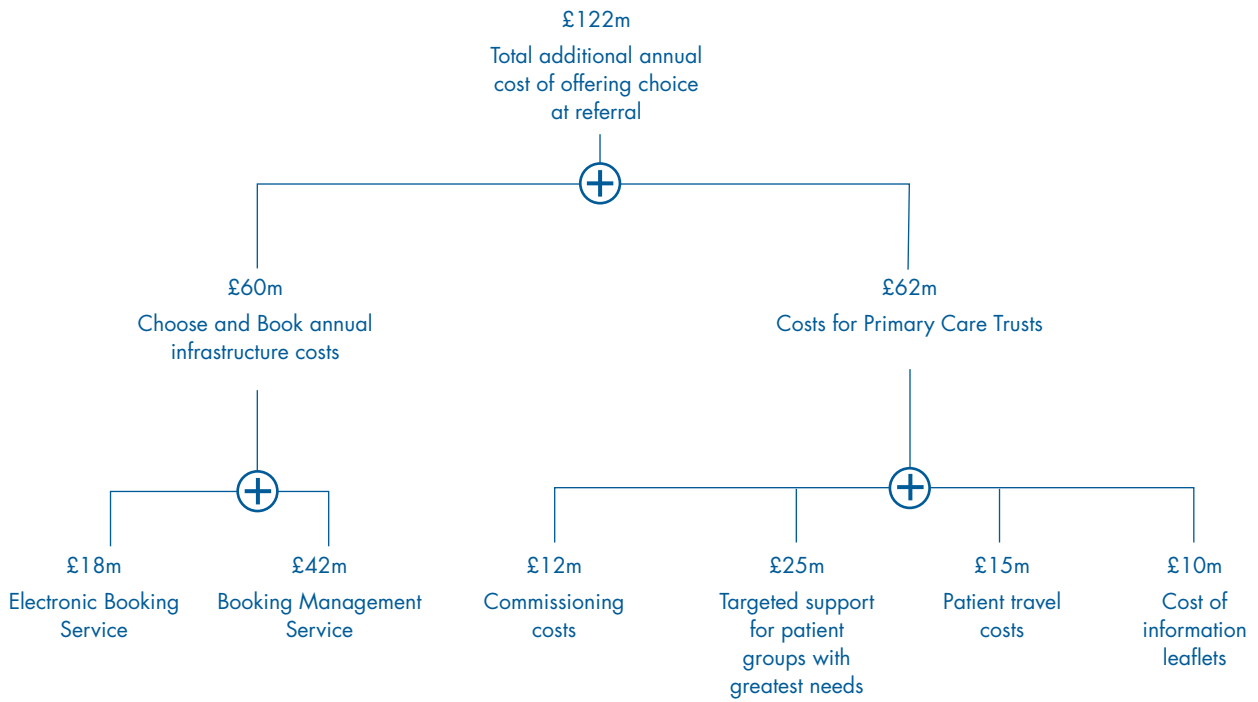 £122m
Total additional annual
cost of offering choice
at referral
£60m
Choose and Book annual
infrastructure costs
£62m
Costs for Primary Care Trusts
£18m
Electronic Booking
Service
£42m
Booking Management
Service
£12m
Commissioning
costs
£25m
Targeted support
for patient
groups with
greatest needs
£15m
Patient travel
costs
£10m
Cost of
information
leaflets